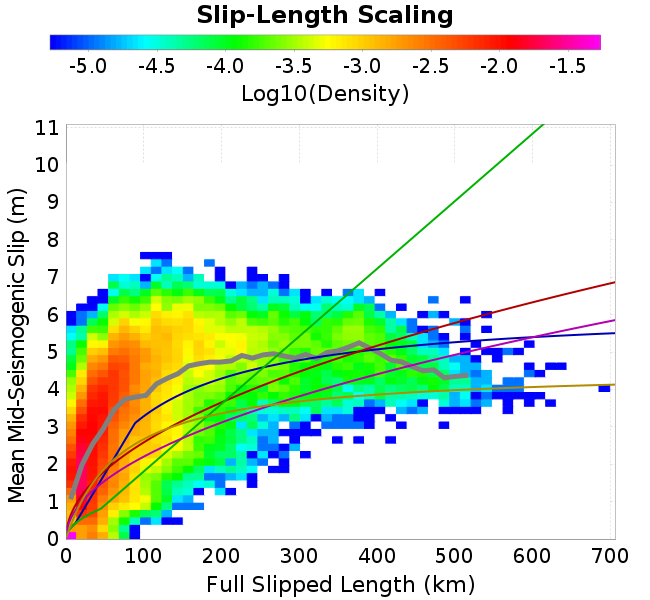 Slip-Length Scaling
-5.0 -4.5 -4.0 -3.5 -3.0 -2.5 -2.0 -1.5
Log10(Density)
Mean Mid-Seismogenic Slip (m)
11
10
9
8
7
6
5
4
3
2
1
0
0 100 200 300 400 500 600 700
Full Slipped Length (km)